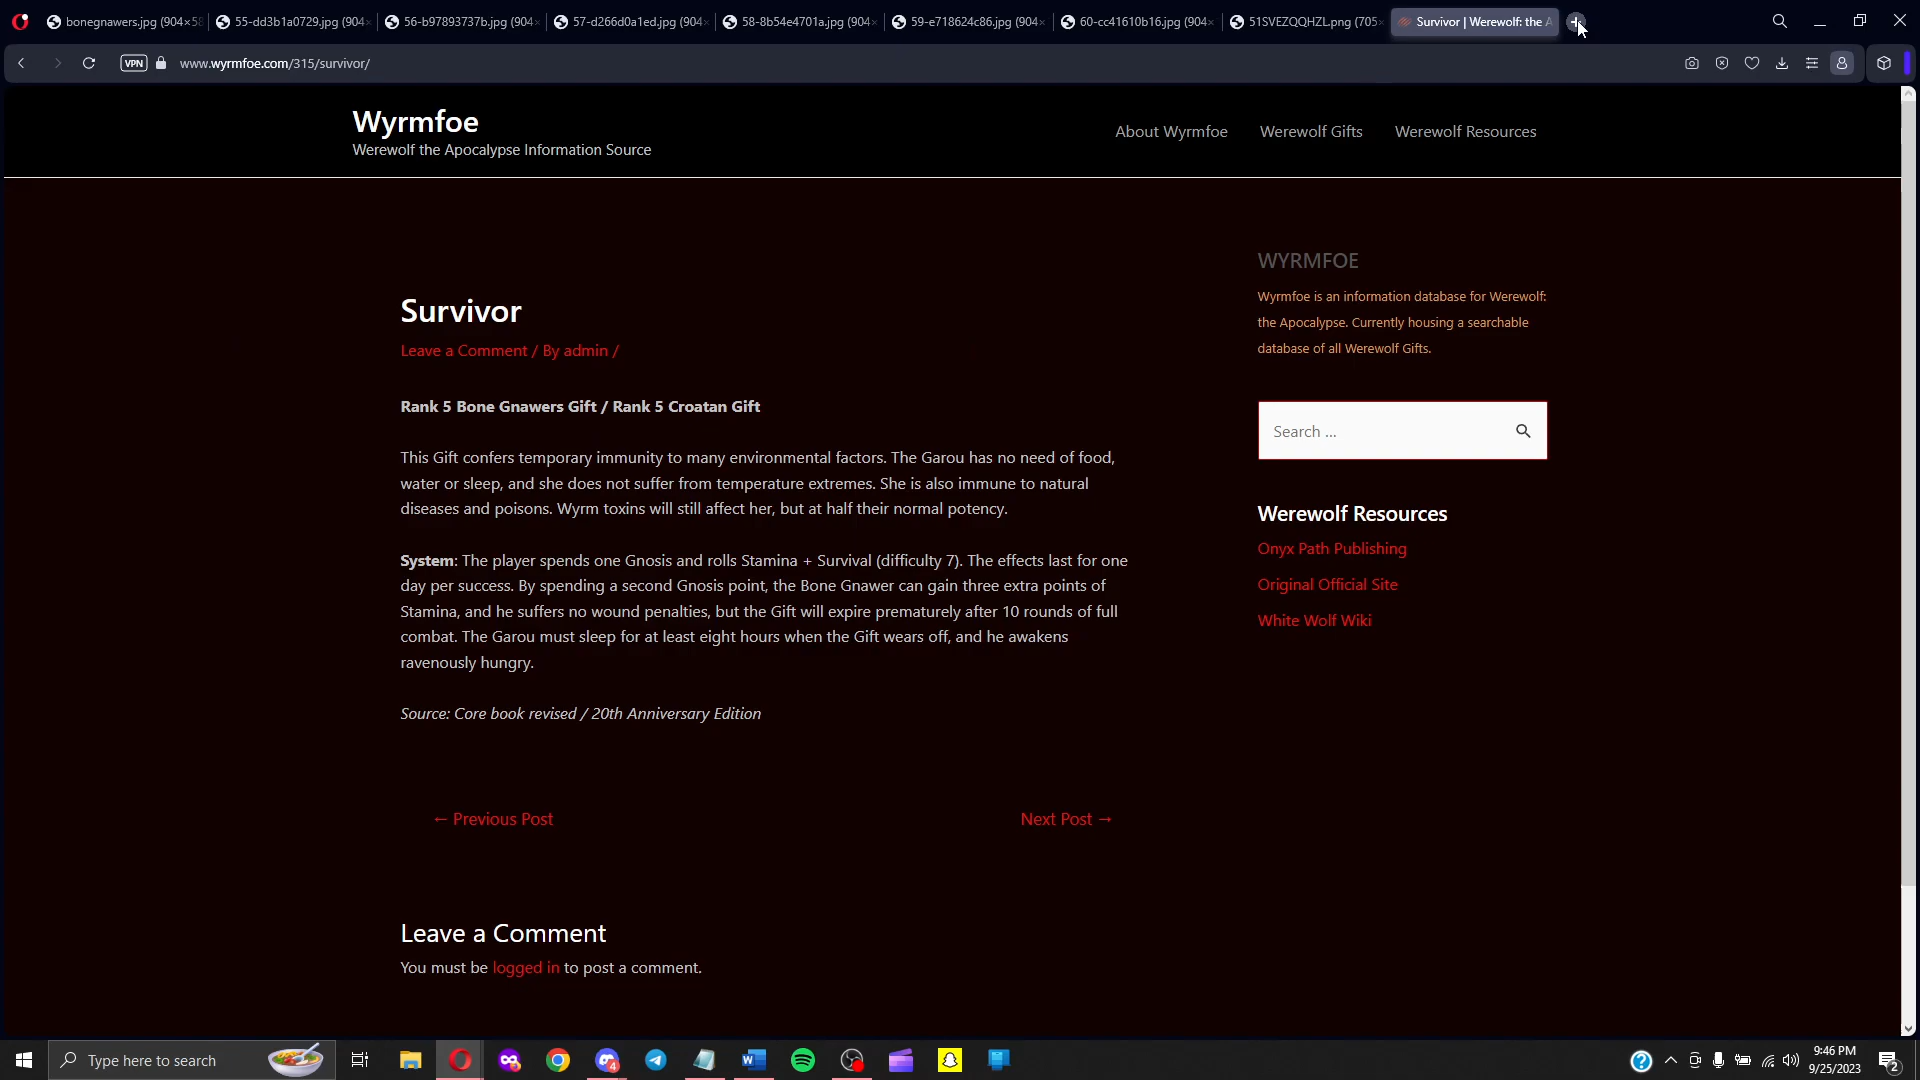 bonegnawers.jpg (904×58
55-dd3b1a0729.jpg (904×
56-b97893737b.jpg (904×
57-d266d0a1ed.jpg (904×
58-8b54e4701a.jpg (904×
59-e718624c86.jpg (904×
60-cc41610b16.jpg (904×
51SVEZQQHZL.png (705×
Survivor | Werewolf: the A
VPN
www.wyrmfoe.com/315/survivor/
Wyrmfoe
Werewolf the Apocalypse Information Source
About Wyrmfoe
Werewolf Gifts
Werewolf Resources
Survivor
Leave a Comment / By admin /
Rank 5 Bone Gnawers Gift / Rank 5 Croatan Gift
This Gift confers temporary immunity to many environmental factors. The Garou has no need of food,
water or sleep, and she does not suffer from temperature extremes. She is also immune to natural
diseases and poisons. Wyrm toxins will still affect her, but at half their normal potency.
System: The player spends one Gnosis and rolls Stamina + Survival (difficulty 7). The effects last for one
day per success. By spending a second Gnosis point, the Bone Gnawer can gain three extra points of
Stamina, and he suffers no wound penalties, but the Gift will expire prematurely after 10 rounds of full
combat. The Garou must sleep for at least eight hours when the Gift wears off, and he awakens
ravenously hungry.
Source: Core book revised / 20th Anniversary Edition
← Previous Post
Next Post →
Leave a Comment
You must be logged in to post a comment.
WYRMFOE
Wyrmfoe is an information database for Werewolf:
the Apocalypse. Currently housing a searchable
database of all Werewolf Gifts.
Search ...
Werewolf Resources
Onyx Path Publishing
Original Official Site
White Wolf Wiki
Type here to search
4
9:46 PM
9/25/2023
2